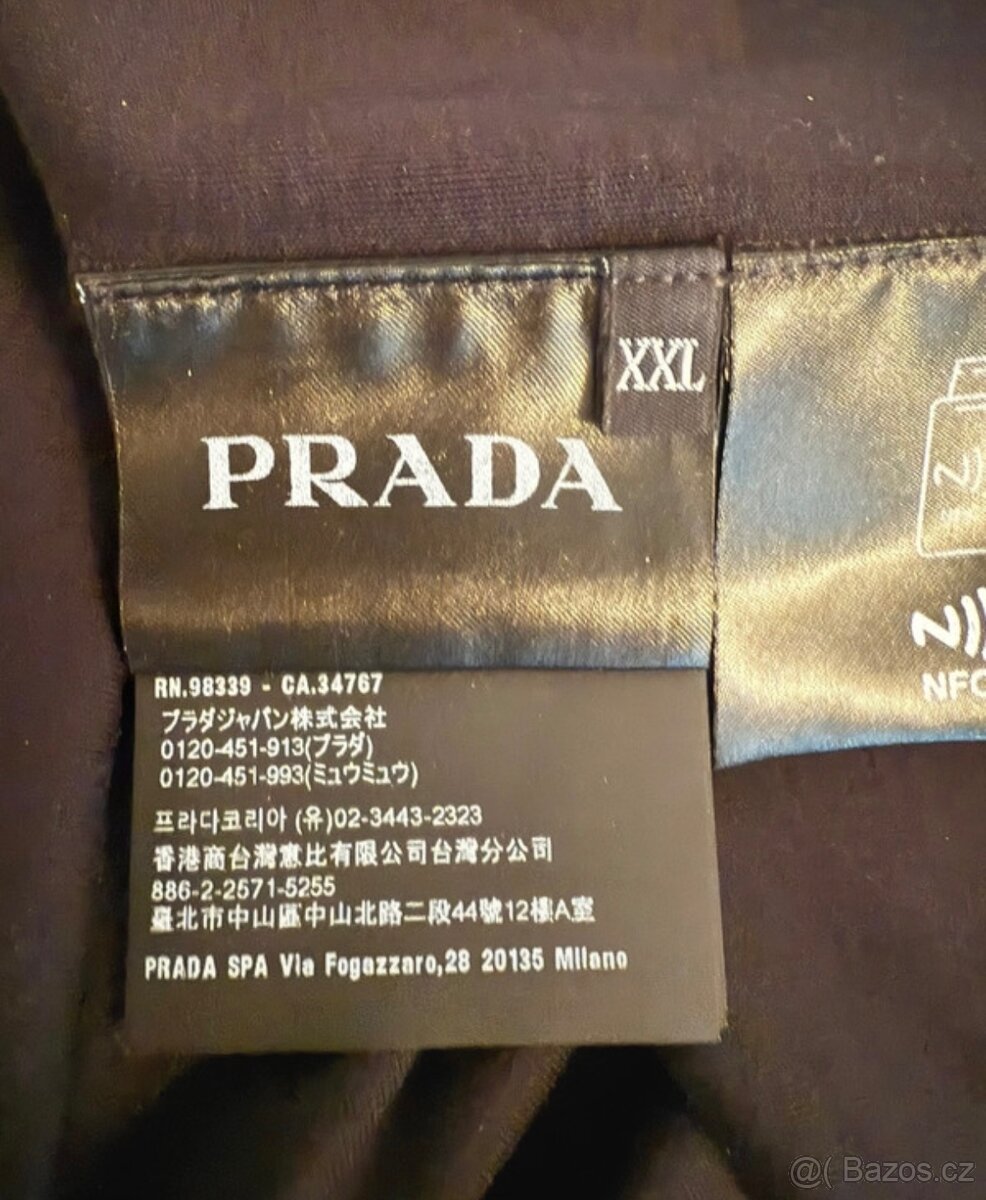 XXL
PRADA
RN.98339 - CA.34767
プラダジャパン株式会社
0120-451-913(プラダ)
0120-451-993(ミュウミュウ)
프라다코리아 (유)02-3443-2323
香港商台灣惠比有限公司台灣分公司
886-2-2571-5255
臺北市中山區中山北路二段44號12樓A室
PRADA SPA Via Fogazzaro,28 20135 Milano
NFC
@( Bazos.cz